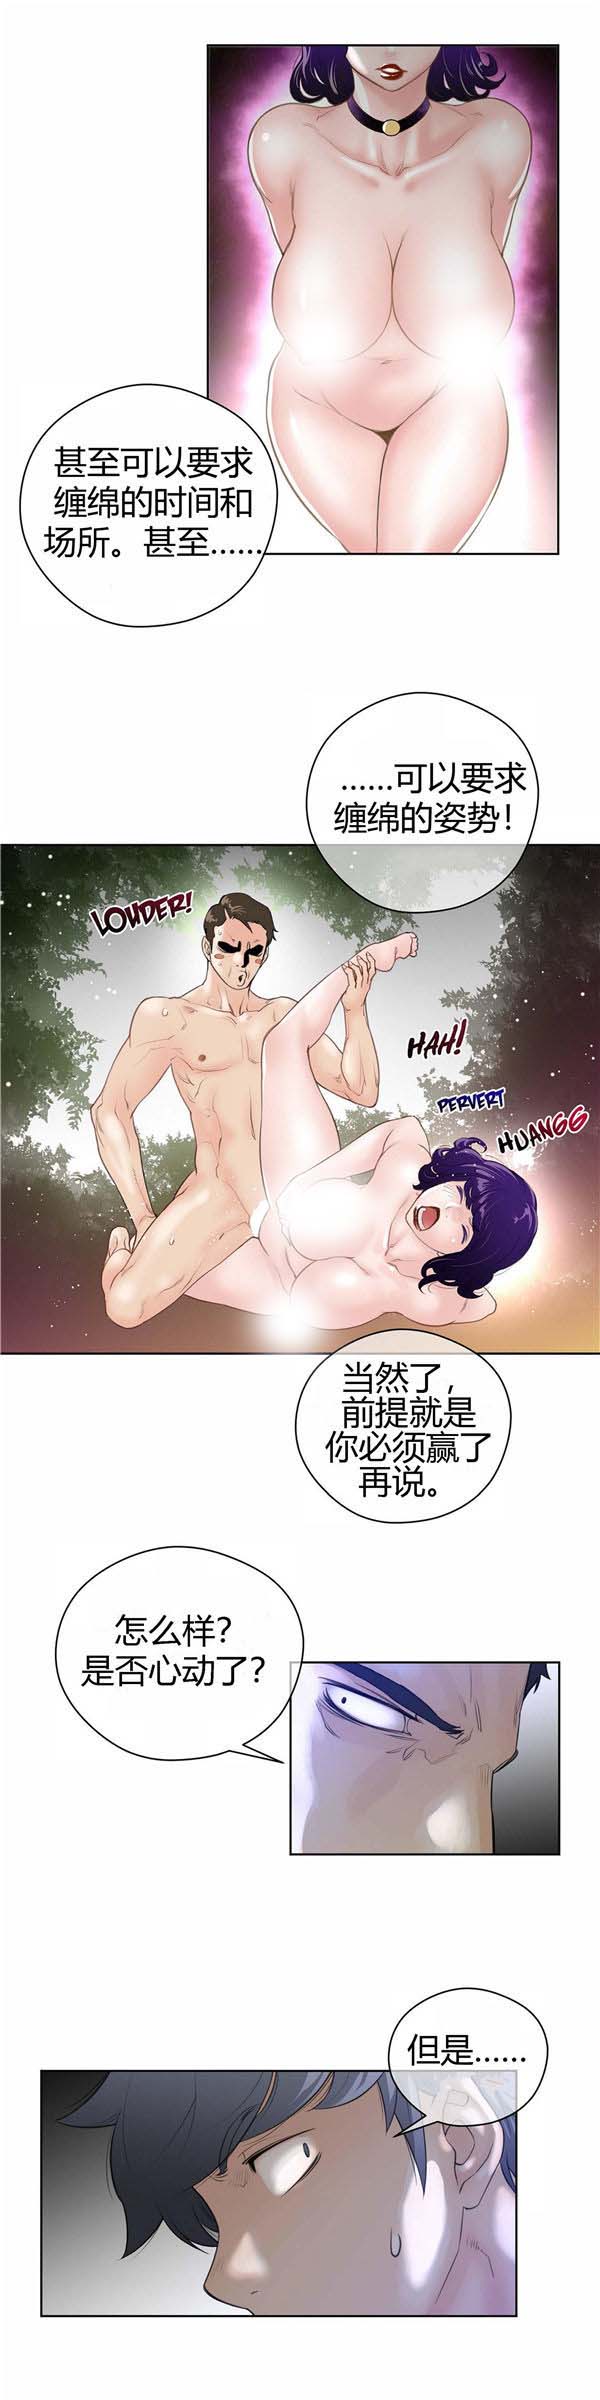 甚至可以要求
缠绵的时间和
场所。甚至……
……可以要求
缠绵的姿势！
LOUDER!
HAH!
PERVERT
HUANGG
当然了，
前提就是
你必须赢了
再说。
怎么样？
是否心动了？
但是……